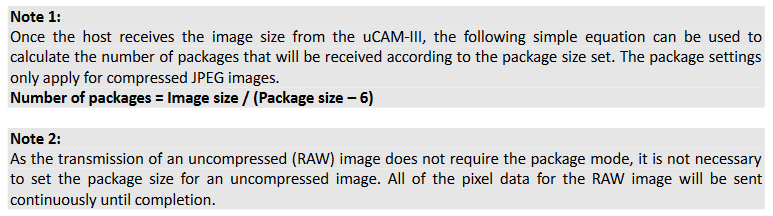 Note 1:
Once the host receives the image size from the uCAM-III, the following simple equation can be used to
calculate the number of packages that will be received according to the package size set. The package settings
only apply for compressed JPEG images.
Number of packages = Image size / (Package size – 6)
Note 2:
As the transmission of an uncompressed (RAW) image does not require the package mode, it is not necessary
to set the package size for an uncompressed image. All of the pixel data for the RAW image will be sent
continuously until completion.